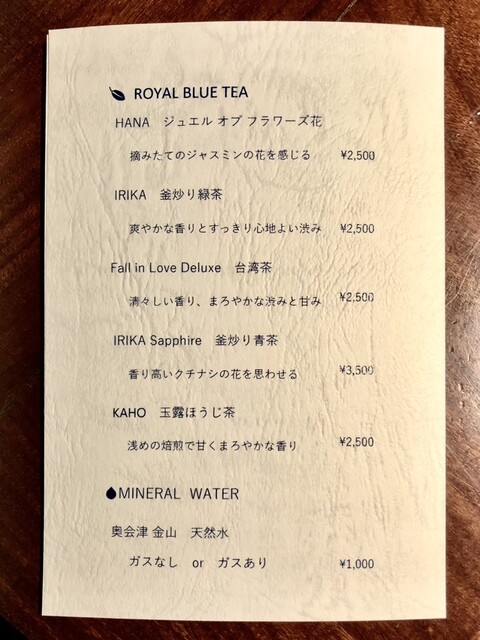 ROYAL BLUE TEA
HANA ジュエル オブ フラワーズ花
摘みたてのジャスミンの花を感じる ¥2,500
IRIKA 釜炒り緑茶
爽やかな香りとすっきり心地よい渋み ¥2,500
Fall in Love Deluxe 台湾茶
清々しい香り、まろやかな渋みと甘み ¥2,500
IRIKA Sapphire 釜炒り青茶
香り高いクチナシの花を思わせる ¥3,500
KAHO 玉露ほうじ茶
浅めの焙煎で甘くまろやかな香り ¥2,500
MINERAL WATER
奥会津 金山 天然水
ガスなし or ガスあり ¥1,000